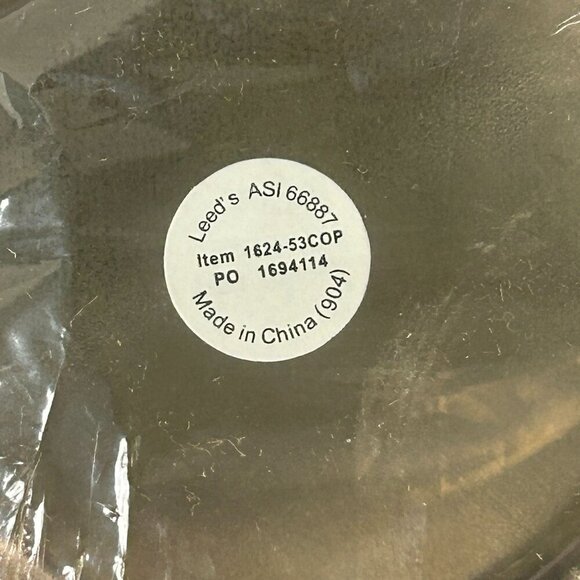 Leed's ASI 66887
Item 1624-53COP
PO 1694114
Made in China (904)